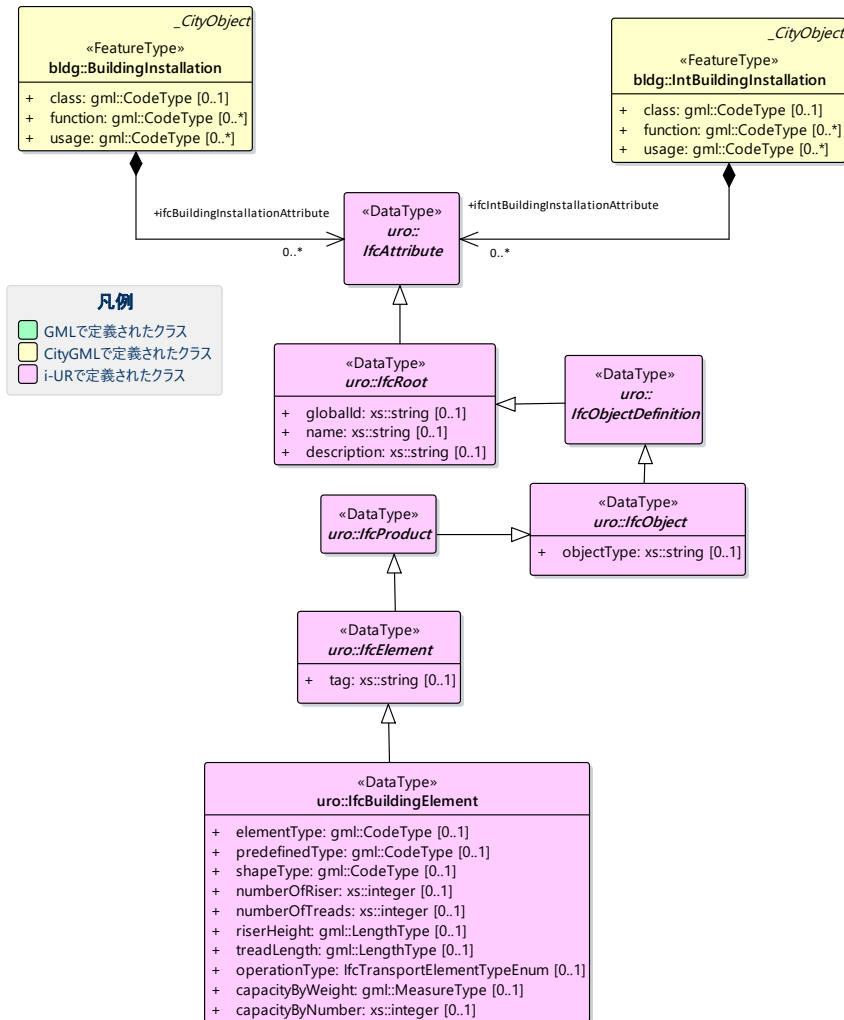 _CityObject
«FeatureType»
bldg::BuildingInstallation
+ class: gml::CodeType [0..1]
+ function: gml::CodeType [0..*]
+ usage: gml::CodeType [0..*]
_CityObject
«FeatureType»
bldg::IntBuildingInstallation
+ class: gml::CodeType [0..1]
+ function: gml::CodeType [0..*]
+ usage: gml::CodeType [0..*]
+ifcBuildingInstallationAttribute
0..*
+ifcIntBuildingInstallationAttribute
0..*
«DataType»
uro::
IfcAttribute
凡例
GMLで定義されたクラス
CityGMLで定義されたクラス
i-URで定義されたクラス
«DataType»
uro::IfcRoot
+ globalId: xs::string [0..1]
+ name: xs::string [0..1]
+ description: xs::string [0..1]
«DataType»
uro::
IfcObjectDefinition
«DataType»
uro::IfcProduct
«DataType»
uro::IfcObject
+ objectType: xs::string [0..1]
«DataType»
uro::IfcElement
+ tag: xs::string [0..1]
«DataType»
uro::IfcBuildingElement
+ elementType: gml::CodeType [0..1]
+ predefinedType: gml::CodeType [0..1]
+ shapeType: gml::CodeType [0..1]
+ numberOfRiser: xs::integer [0..1]
+ numberOfTreads: xs::integer [0..1]
+ riserHeight: gml::LengthType [0..1]
+ treadLength: gml::LengthType [0..1]
+ operationType: IfcTransportElementTypeEnum [0..1]
+ capacityByWeight: gml::MeasureType [0..1]
+ capacityByNumber: xs::integer [0..1]